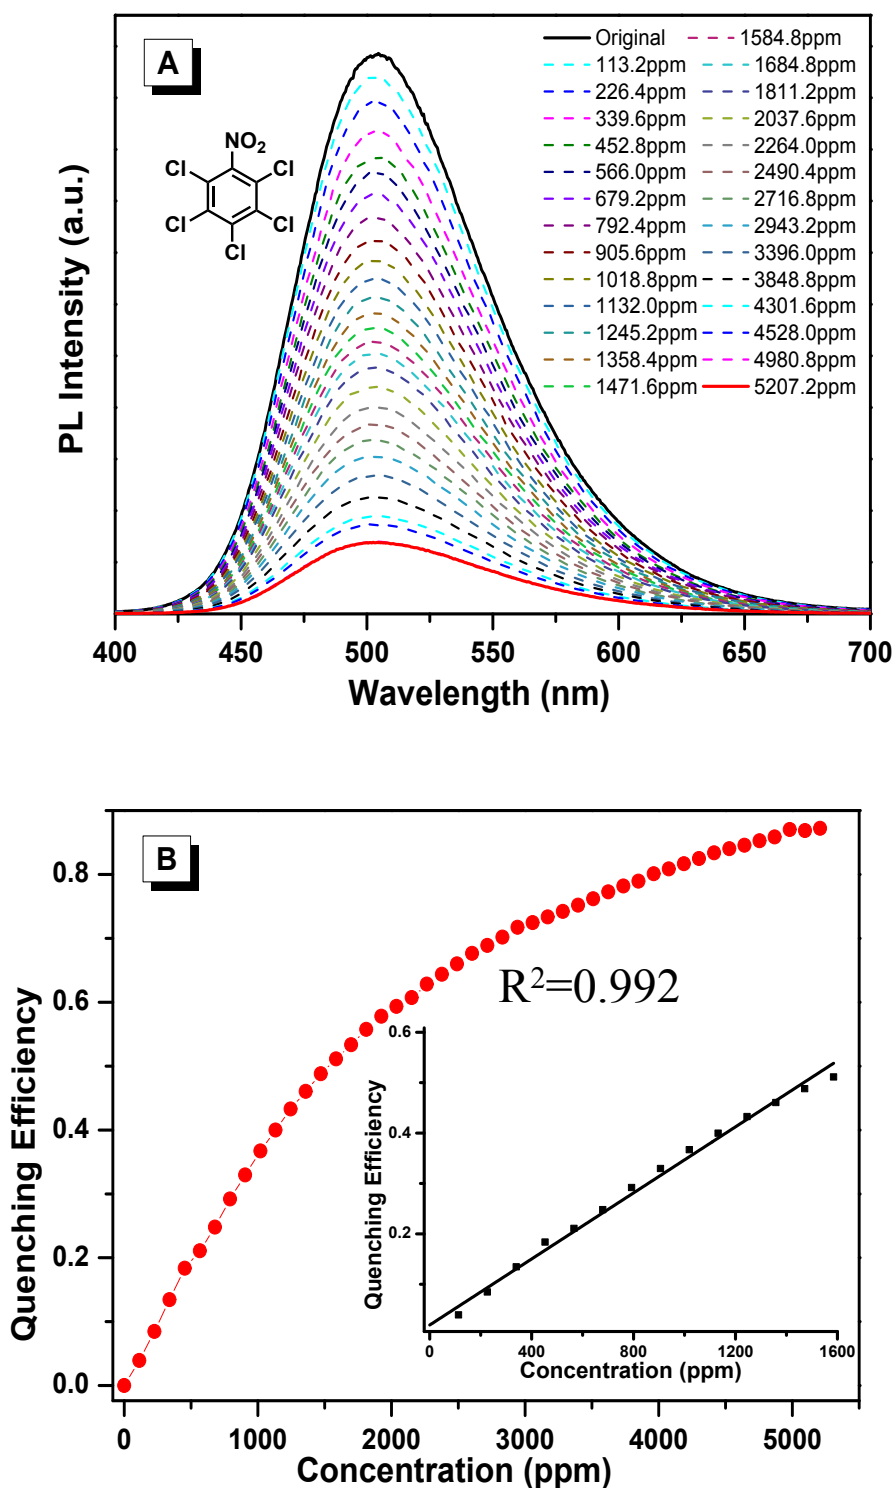 A
NO2
Cl
Cl
Cl
Cl
Cl
Original
113.2ppm
226.4ppm
339.6ppm
452.8ppm
566.0ppm
679.2ppm
792.4ppm
905.6ppm
1018.8ppm
1132.0ppm
1245.2ppm
1358.4ppm
1471.6ppm
1584.8ppm
1684.8ppm
1811.2ppm
2037.6ppm
2264.0ppm
2490.4ppm
2716.8ppm
2943.2ppm
3396.0ppm
3848.8ppm
4301.6ppm
4528.0ppm
4980.8ppm
5207.2ppm
PL Intensity (a.u.)
400 450 500 550 600 650 700
Wavelength (nm)
B
Quenching Efficiency
0.8
0.6
0.4
0.2
0.0
R2=0.992
Quenching Efficiency
0.6
0.4
0.2
0 400 800 1200 1600
Concentration (ppm)
0 1000 2000 3000 4000 5000
Concentration (ppm)